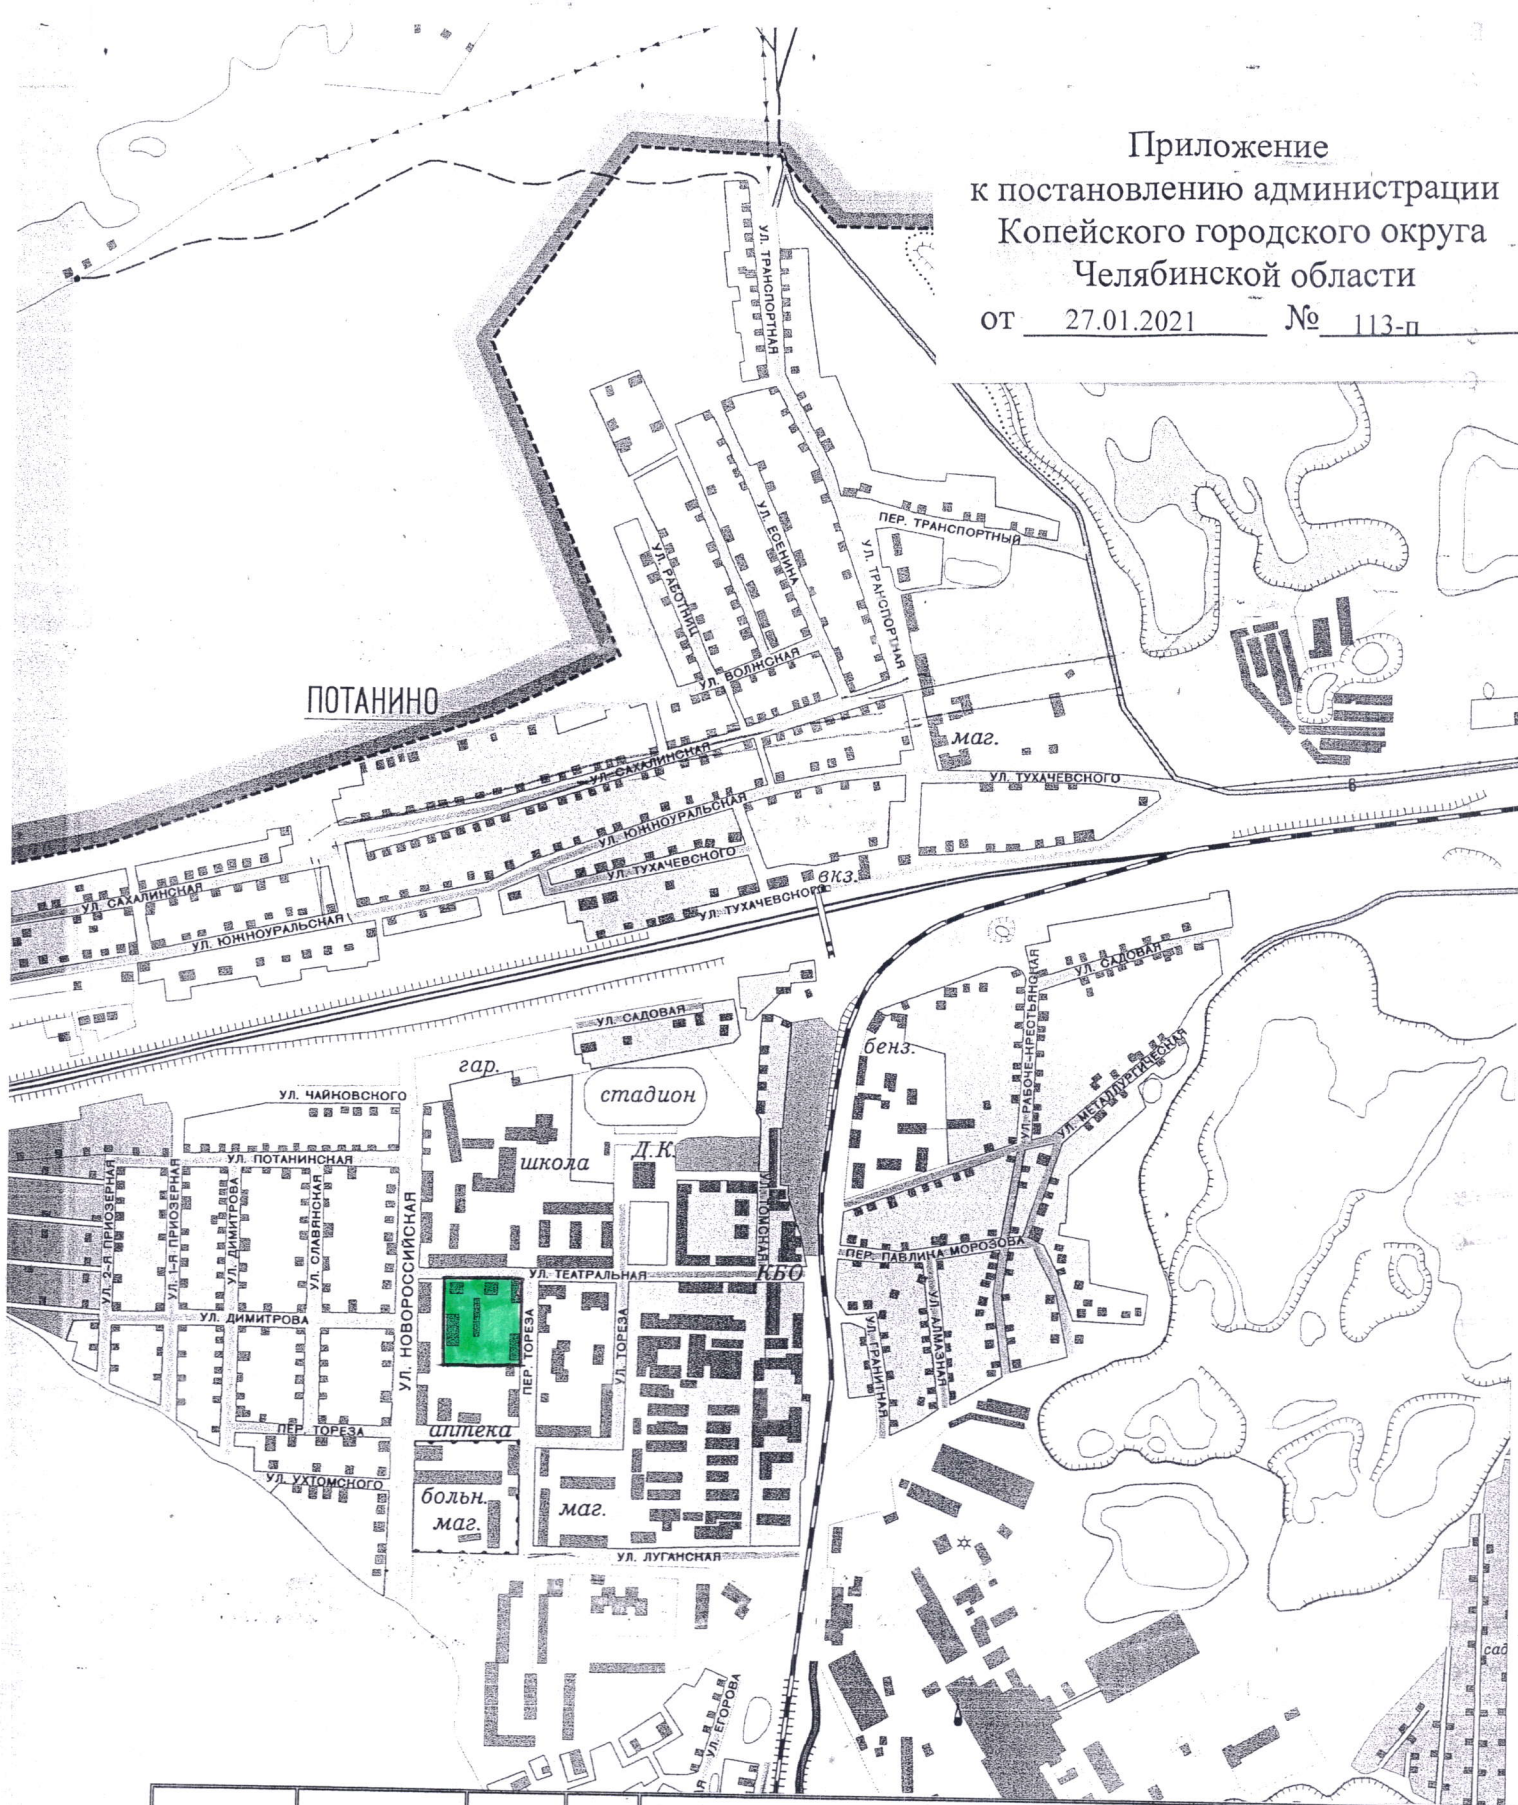 Приложение
к постановлению администрации
Копейского городского округа
Челябинской области
от 27.01.2021 № 113-п
УЛ. ТРАНСПОРТНАЯ
ПЕР. ТРАНСПОРТНЫЙ
УЛ. ЕСЕНИНА
УЛ. РАБОТНИЦ
УЛ. ТРАНСПОРТНАЯ
УЛ. ВОЛЖСКАЯ
ПОТАНИНО
маг.
УЛ. САХАЛИНСКАЯ
УЛ. ТУХАЧЕВСКОГО
6
УЛ. ЮЖНОУРАЛЬСКАЯ
УЛ. ТУХАЧЕВСКОГО
вкз.
УЛ. САХАЛИНСКАЯ
УЛ. ТУХАЧЕВСКОГО
УЛ. ЮЖНОУРАЛЬСКАЯ
УЛ. САДОВАЯ
УЛ. РАБОЧЕ-КРЕСТЬЯНСКАЯ
УЛ. САДОВАЯ
бенз.
УЛ. МЕТАЛЛУРГИЧЕСКАЯ
гар.
стадион
УЛ. ЧАЙКОВСКОГО
школа
Д.К.
УЛ. ПОТАНИНСКАЯ
УЛ. 2-Я ПРИОЗЕРНАЯ
УЛ. 1-Я ПРИОЗЕРНАЯ
УЛ. ДИМИТРОВА
УЛ. СЛАВЯНСКАЯ
УЛ. НОВОРОССИЙСКАЯ
УЛ. ТОМСКАЯ
ПЕР. ПАВЛИКА МОРОЗОВА
УЛ. ТЕАТРАЛЬНАЯ
КБО
УЛ. ДИМИТРОВА
ПЕР. ТОРЕЗА
УЛ. ТОРЕЗА
УЛ. ГРАНИТНАЯ
УЛ. АЛМАЗНАЯ
ПЕР. ТОРЕЗА
аптека
УЛ. УХТОМСКОГО
больн.
маг.
маг.
УЛ. ЛУГАНСКАЯ
УЛ. ЕГОРОВА
сад